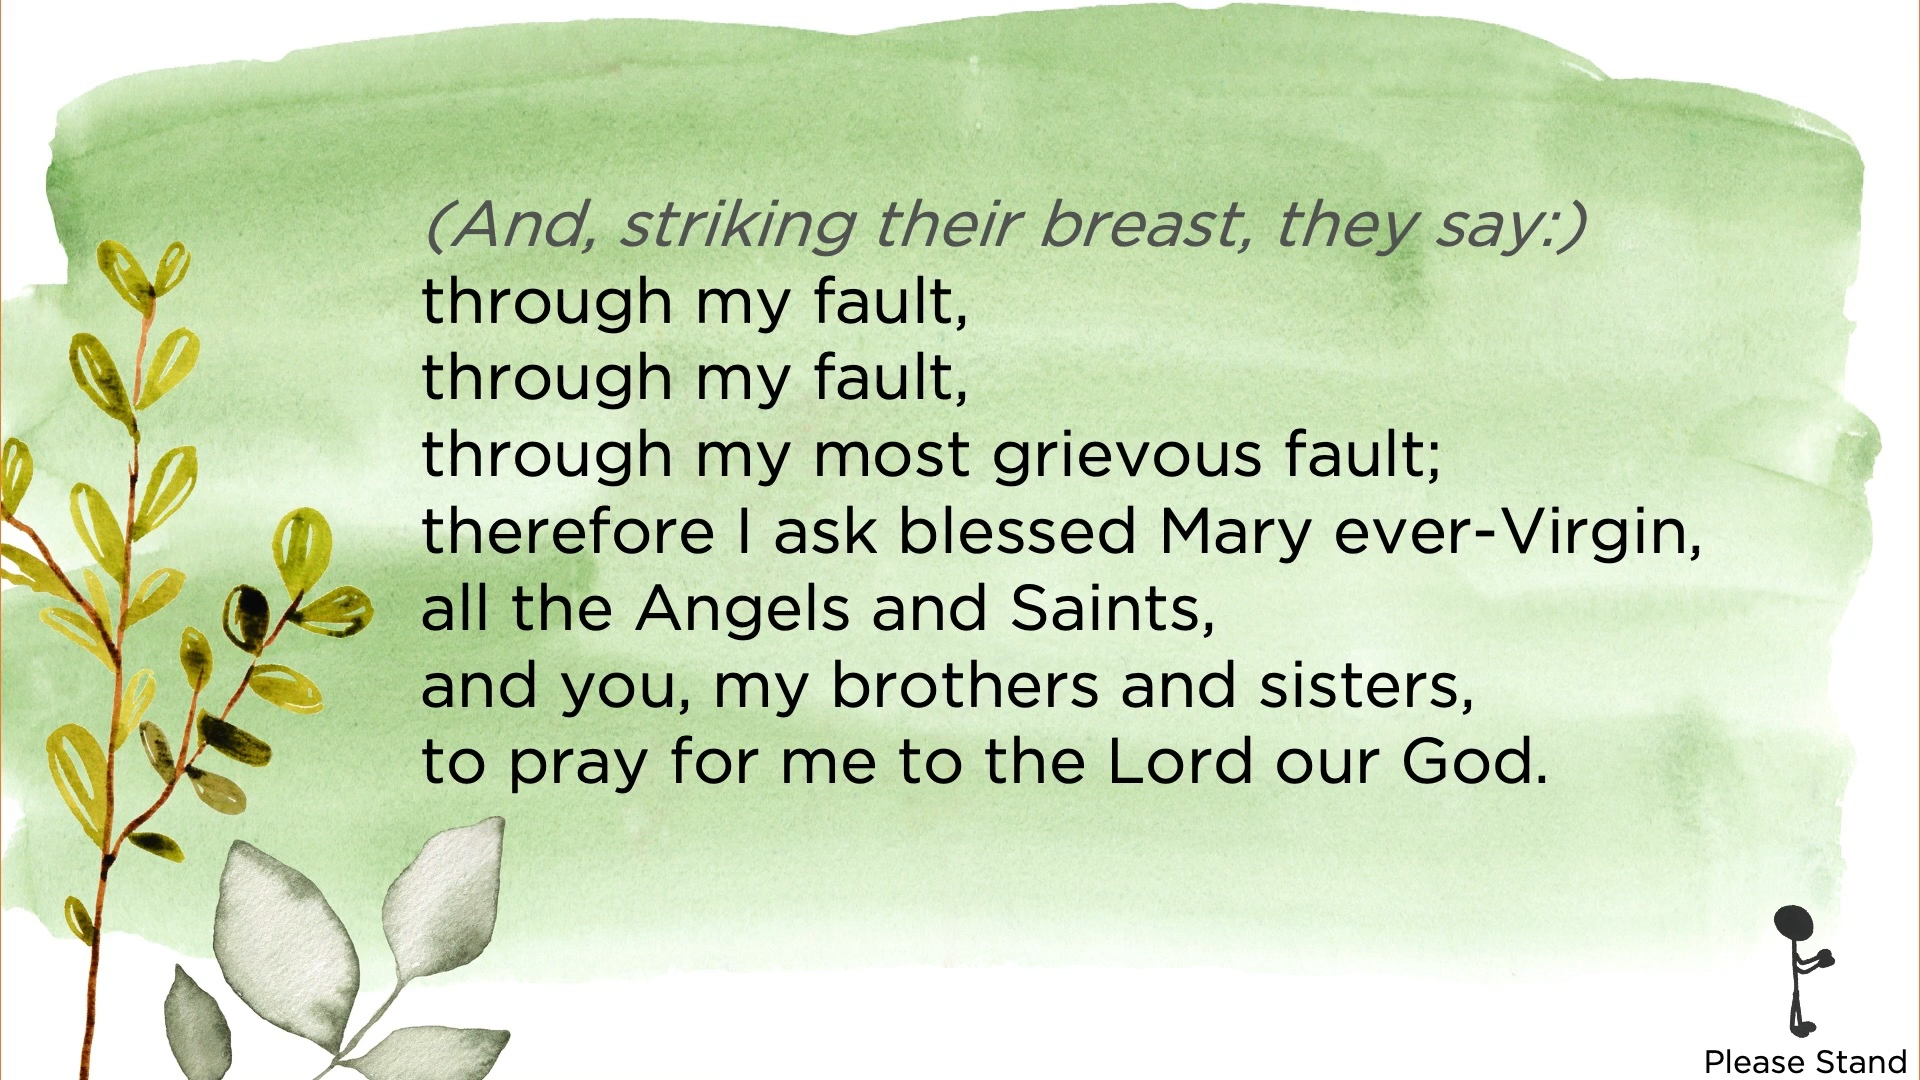 (And, striking their breast, they say:)
through my fault,
through my fault,
through my most grievous fault;
therefore I ask blessed Mary ever-Virgin,
all the Angels and Saints,
and you, my brothers and sisters,
to pray for me to the Lord our God.
Please Stand